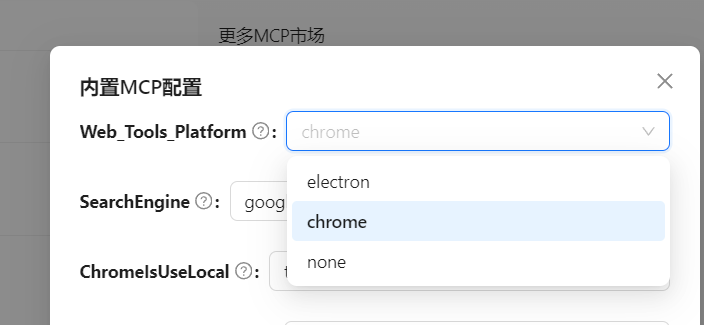 更多MCP市场
内置MCP配置
Web_Tools_Platform : chrome
electron
SearchEngine : goog
chrome
ChromeIsUseLocal :
none